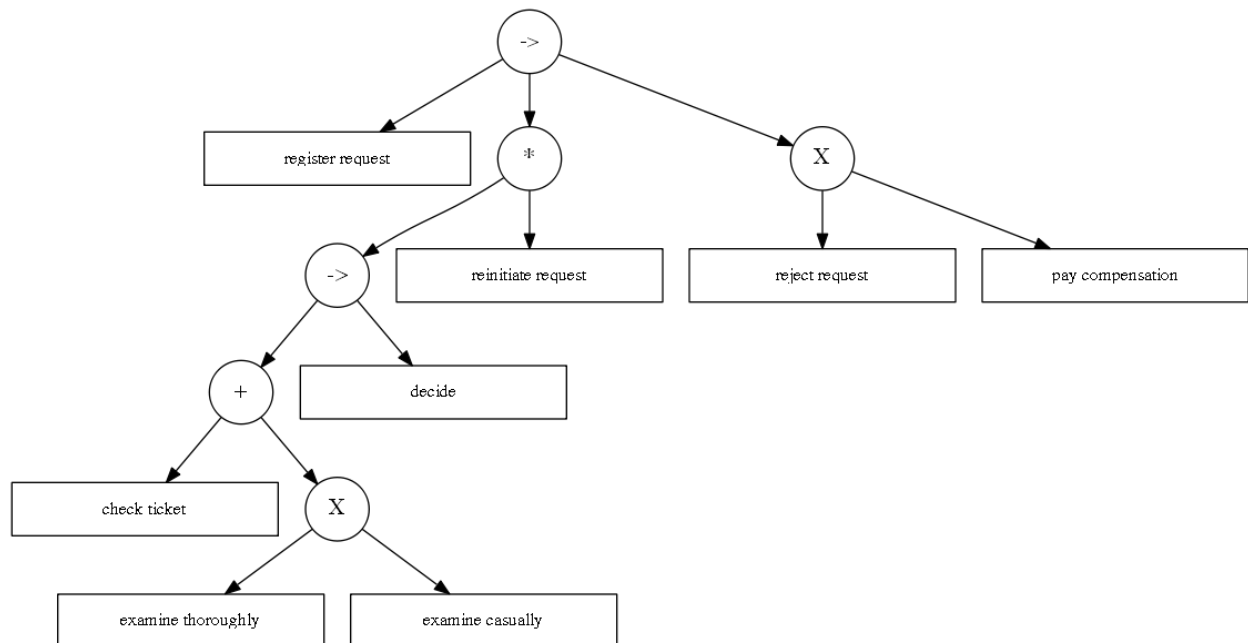 ->
register request
*
X
->
reinitiate request
reject request
pay compensation
+
decide
check ticket
X
examine thoroughly
examine casually